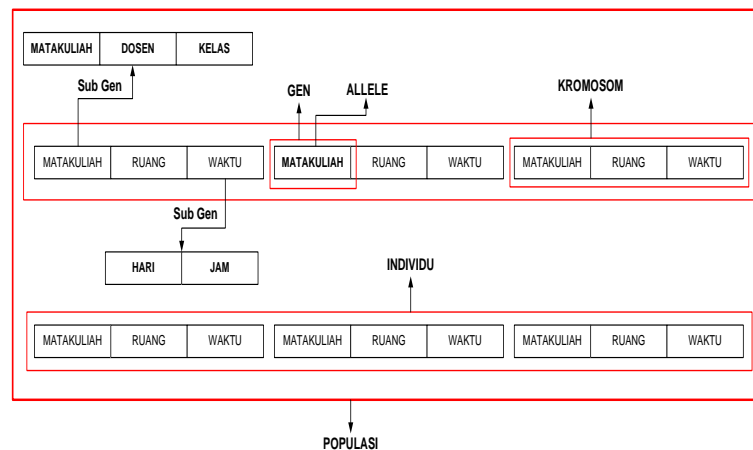 MATAKULIAH DOSEN KELAS
Sub Gen GEN ALLELE KROMOSOM
MATAKULIAH RUANG WAKTU MATAKULIAH RUANG WAKTU MATAKULIAH RUANG WAKTU
Sub Gen
HARI JAM
INDIVIDU
MATAKULIAH RUANG WAKTU MATAKULIAH RUANG WAKTU MATAKULIAH RUANG WAKTU
POPULASI